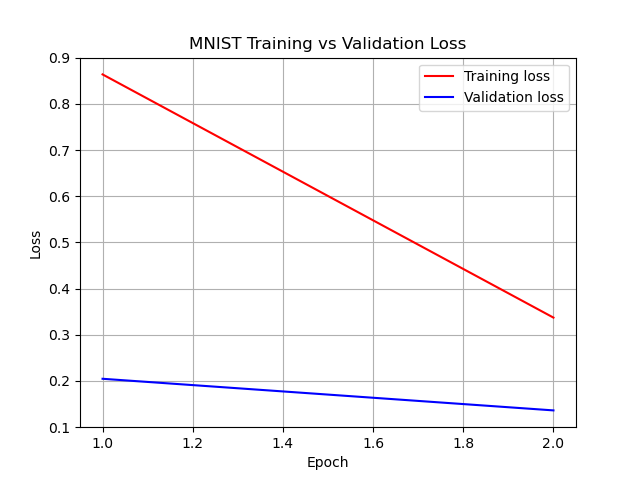 MNIST Training vs Validation Loss
Training loss
Validation loss
0.9
0.8
0.7
0.6
0.5
0.4
0.3
0.2
0.1
Loss
1.0 1.2 1.4 1.6 1.8 2.0
Epoch